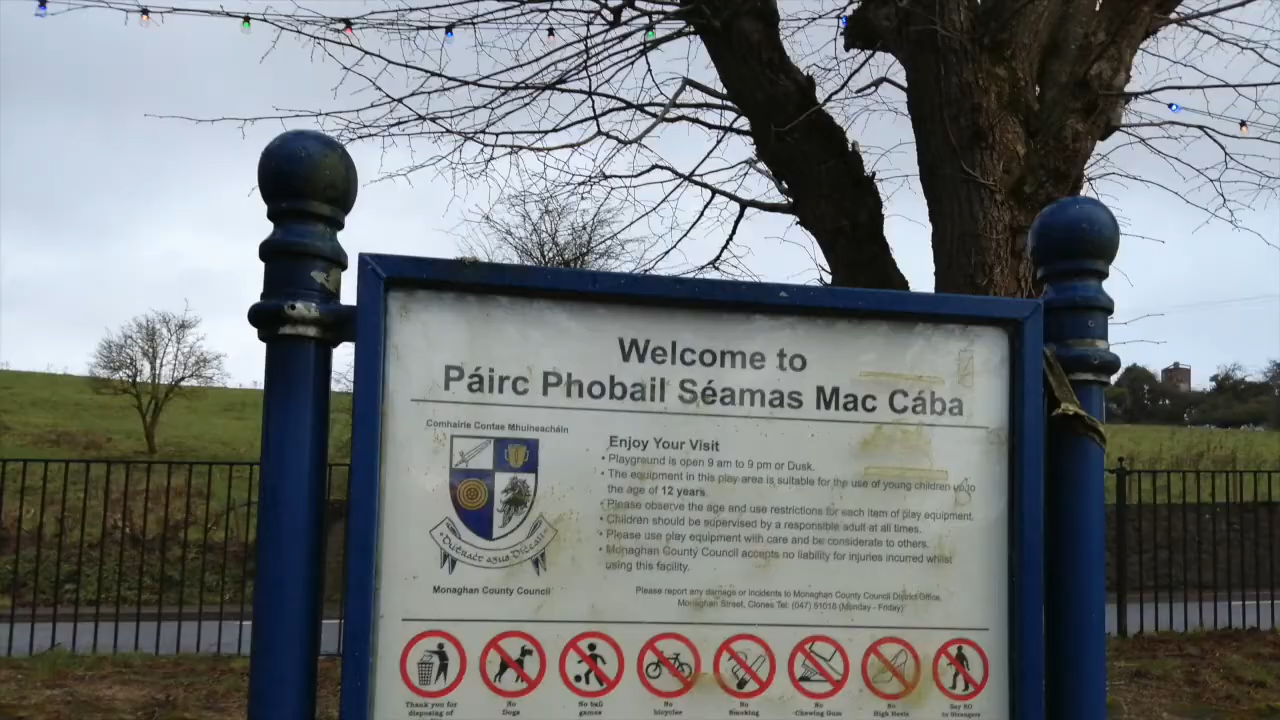 Welcome to
Páirc Phobail Séamas Mac Cába
Comhairle Contae Mhuineacháin
Enjoy Your Visit
• Playground is open 9 am to 9 pm or Dusk.
• The equipment in this play area is suitable for the use of young children up to
the age of 12 years
• Please observe the age and use restrictions for each item of play equipment.
• Children should be supervised by a responsible adult at all times.
• Please use play equipment with care and be considerate to others.
• Monaghan County Council accepts no liability for injuries incurred whilst
using this facility.
Dúthracht agus Dícheall
Monaghan County Council
Please report any damage or incidents to Monaghan County Council District Office,
Monaghan Street, Clones Tel: (047) 51018 (Monday - Friday)
Thank you for
disposing of
No
Dogs
No ball
games
No
bicycles
No
Smoking
No
Chewing Gum
No
High Heels
Say NO
to Strangers